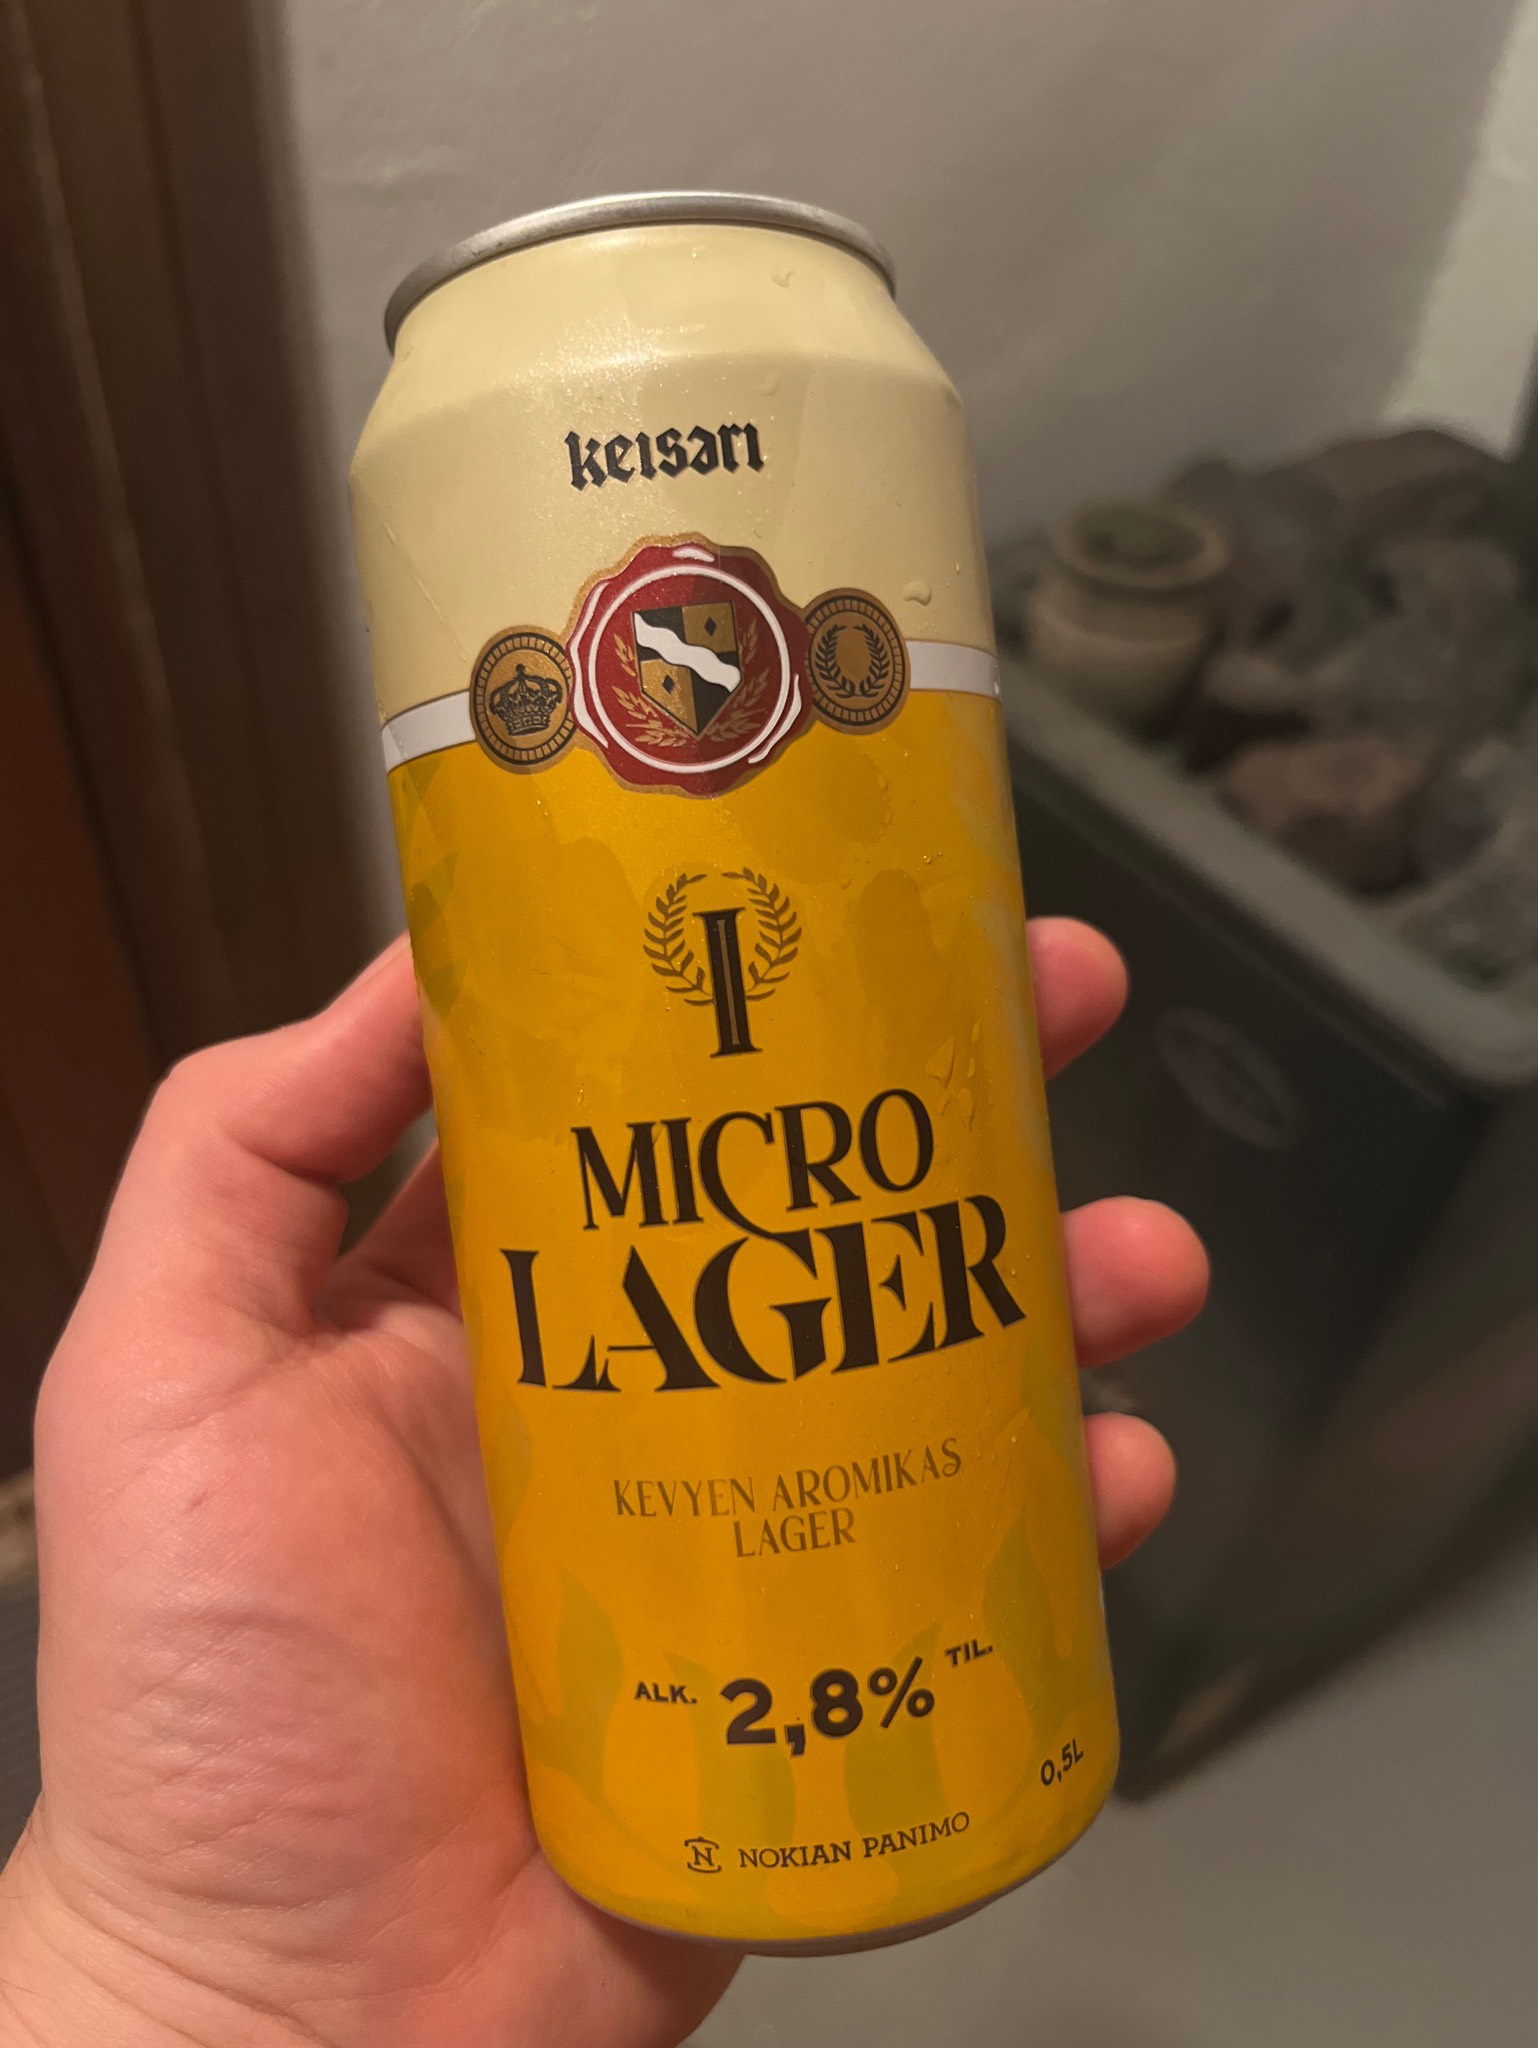 keisari
I
MICRO
LAGER
KEVYEN AROMIKAS
LAGER
ALK. 2,8% TIL.
0,5L
N NOKIAN PANIMO